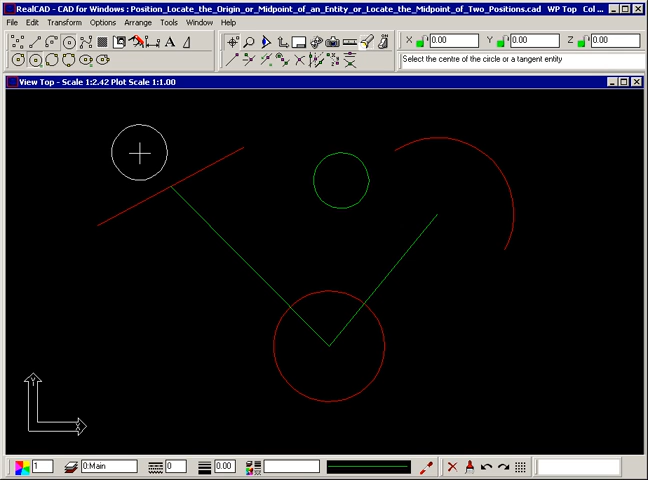 RealCAD - CAD for Windows : Position_Locate_the_Origin_or_Midpoint_of_an_Entity_or_Locate_the_Midpoint_of_Two_Positions.cad WP Top Col ...
File Edit Transform Options Arrange Tools Window Help
X 0.00 Y 0.00 Z 0.00
Select the centre of the circle or a tangent entity
View Top - Scale 1:2.42 Plot Scale 1:1.00
Y
X
1 0:Main 0 0.00